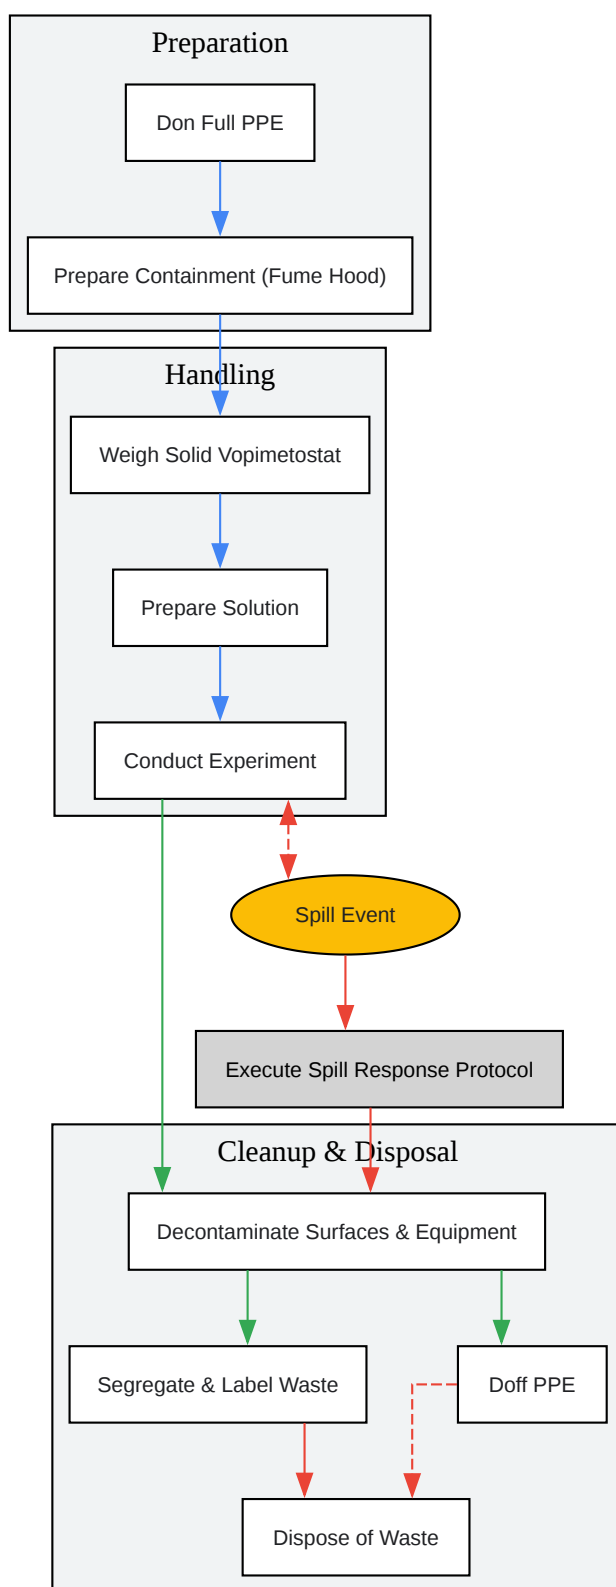 Preparation
Don Full PPE
Prepare Containment (Fume Hood)
Handling
Weigh Solid Vopimetostat
Prepare Solution
Conduct Experiment
Spill Event
Execute Spill Response Protocol
Cleanup & Disposal
Decontaminate Surfaces & Equipment
Segregate & Label Waste
Doff PPE
Dispose of Waste